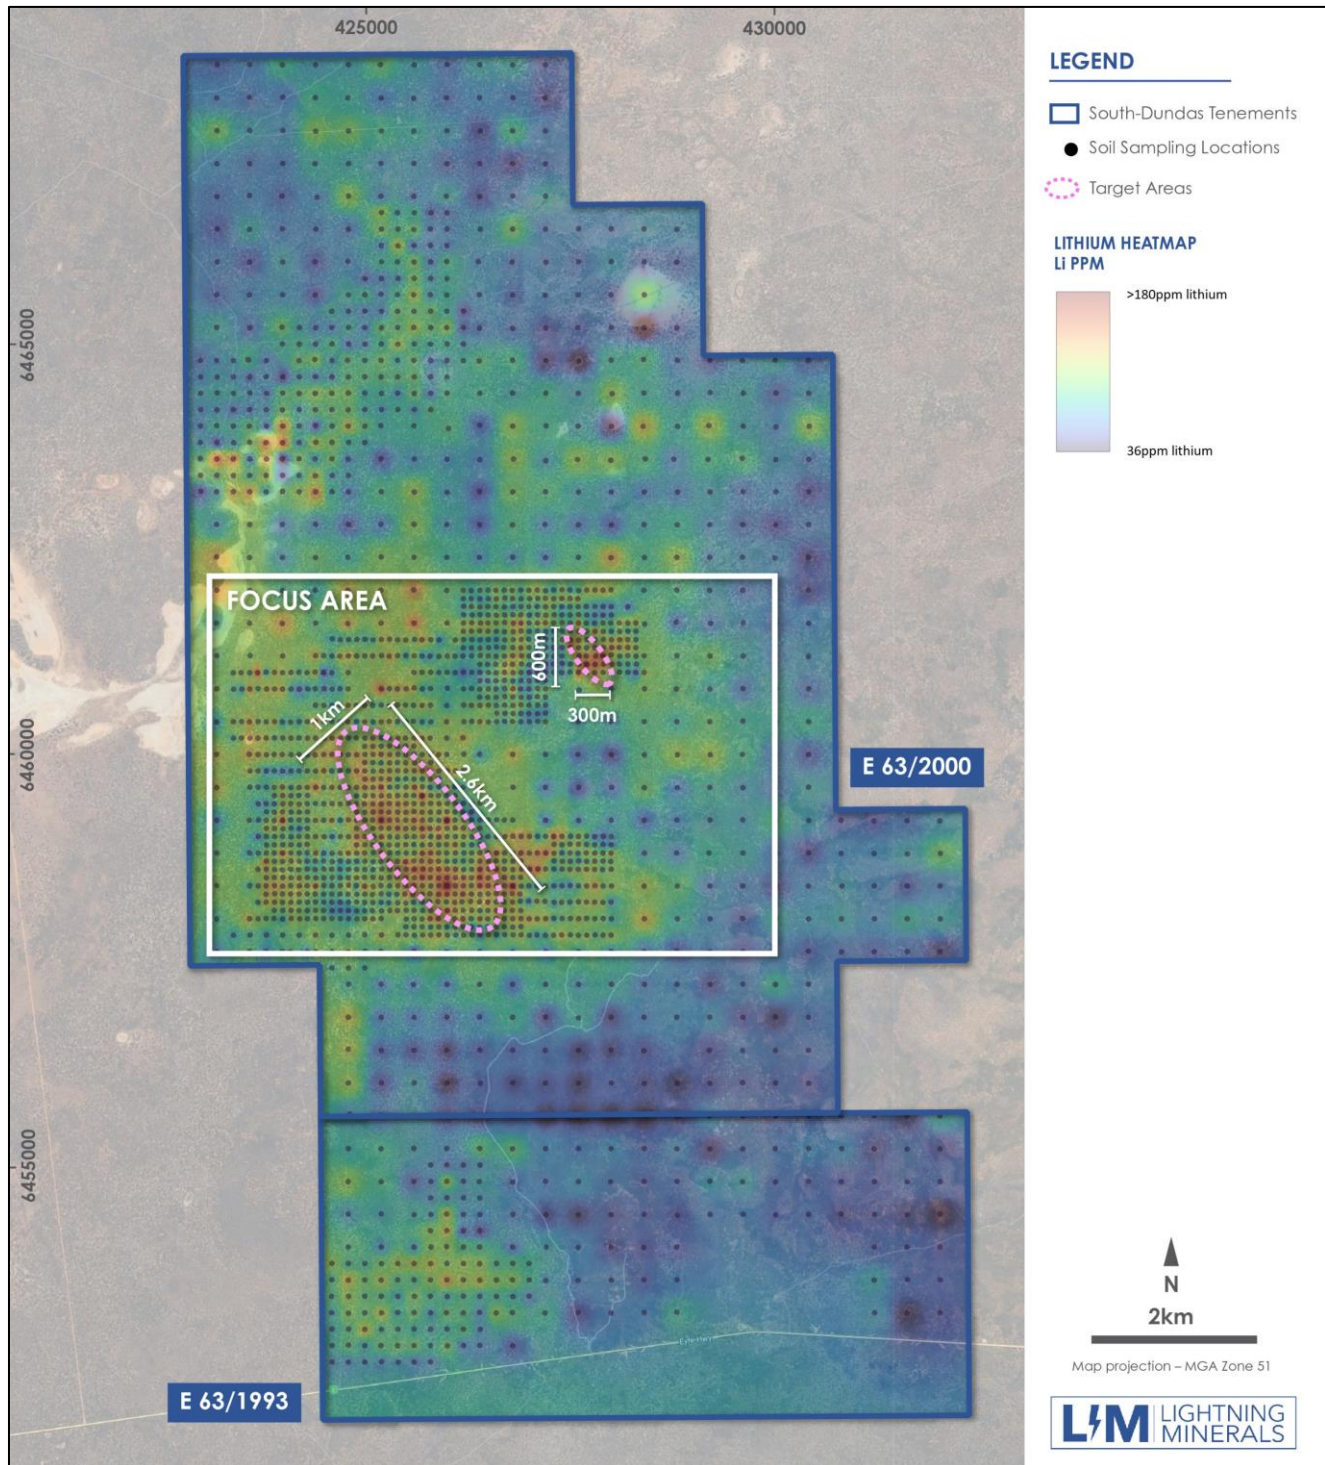 425000
430000
LEGEND
South-Dundas Tenements
Soil Sampling Locations
Target Areas
LITHIUM HEATMAP
Li PPM
>180ppm lithium
36ppm lithium
6465000
FOCUS AREA
600m
300m
1km
2.6km
6460000
E 63/2000
6455000
E 63/1993
N
2km
Map projection – MGA Zone 51
LM LIGHTNING
MINERALS